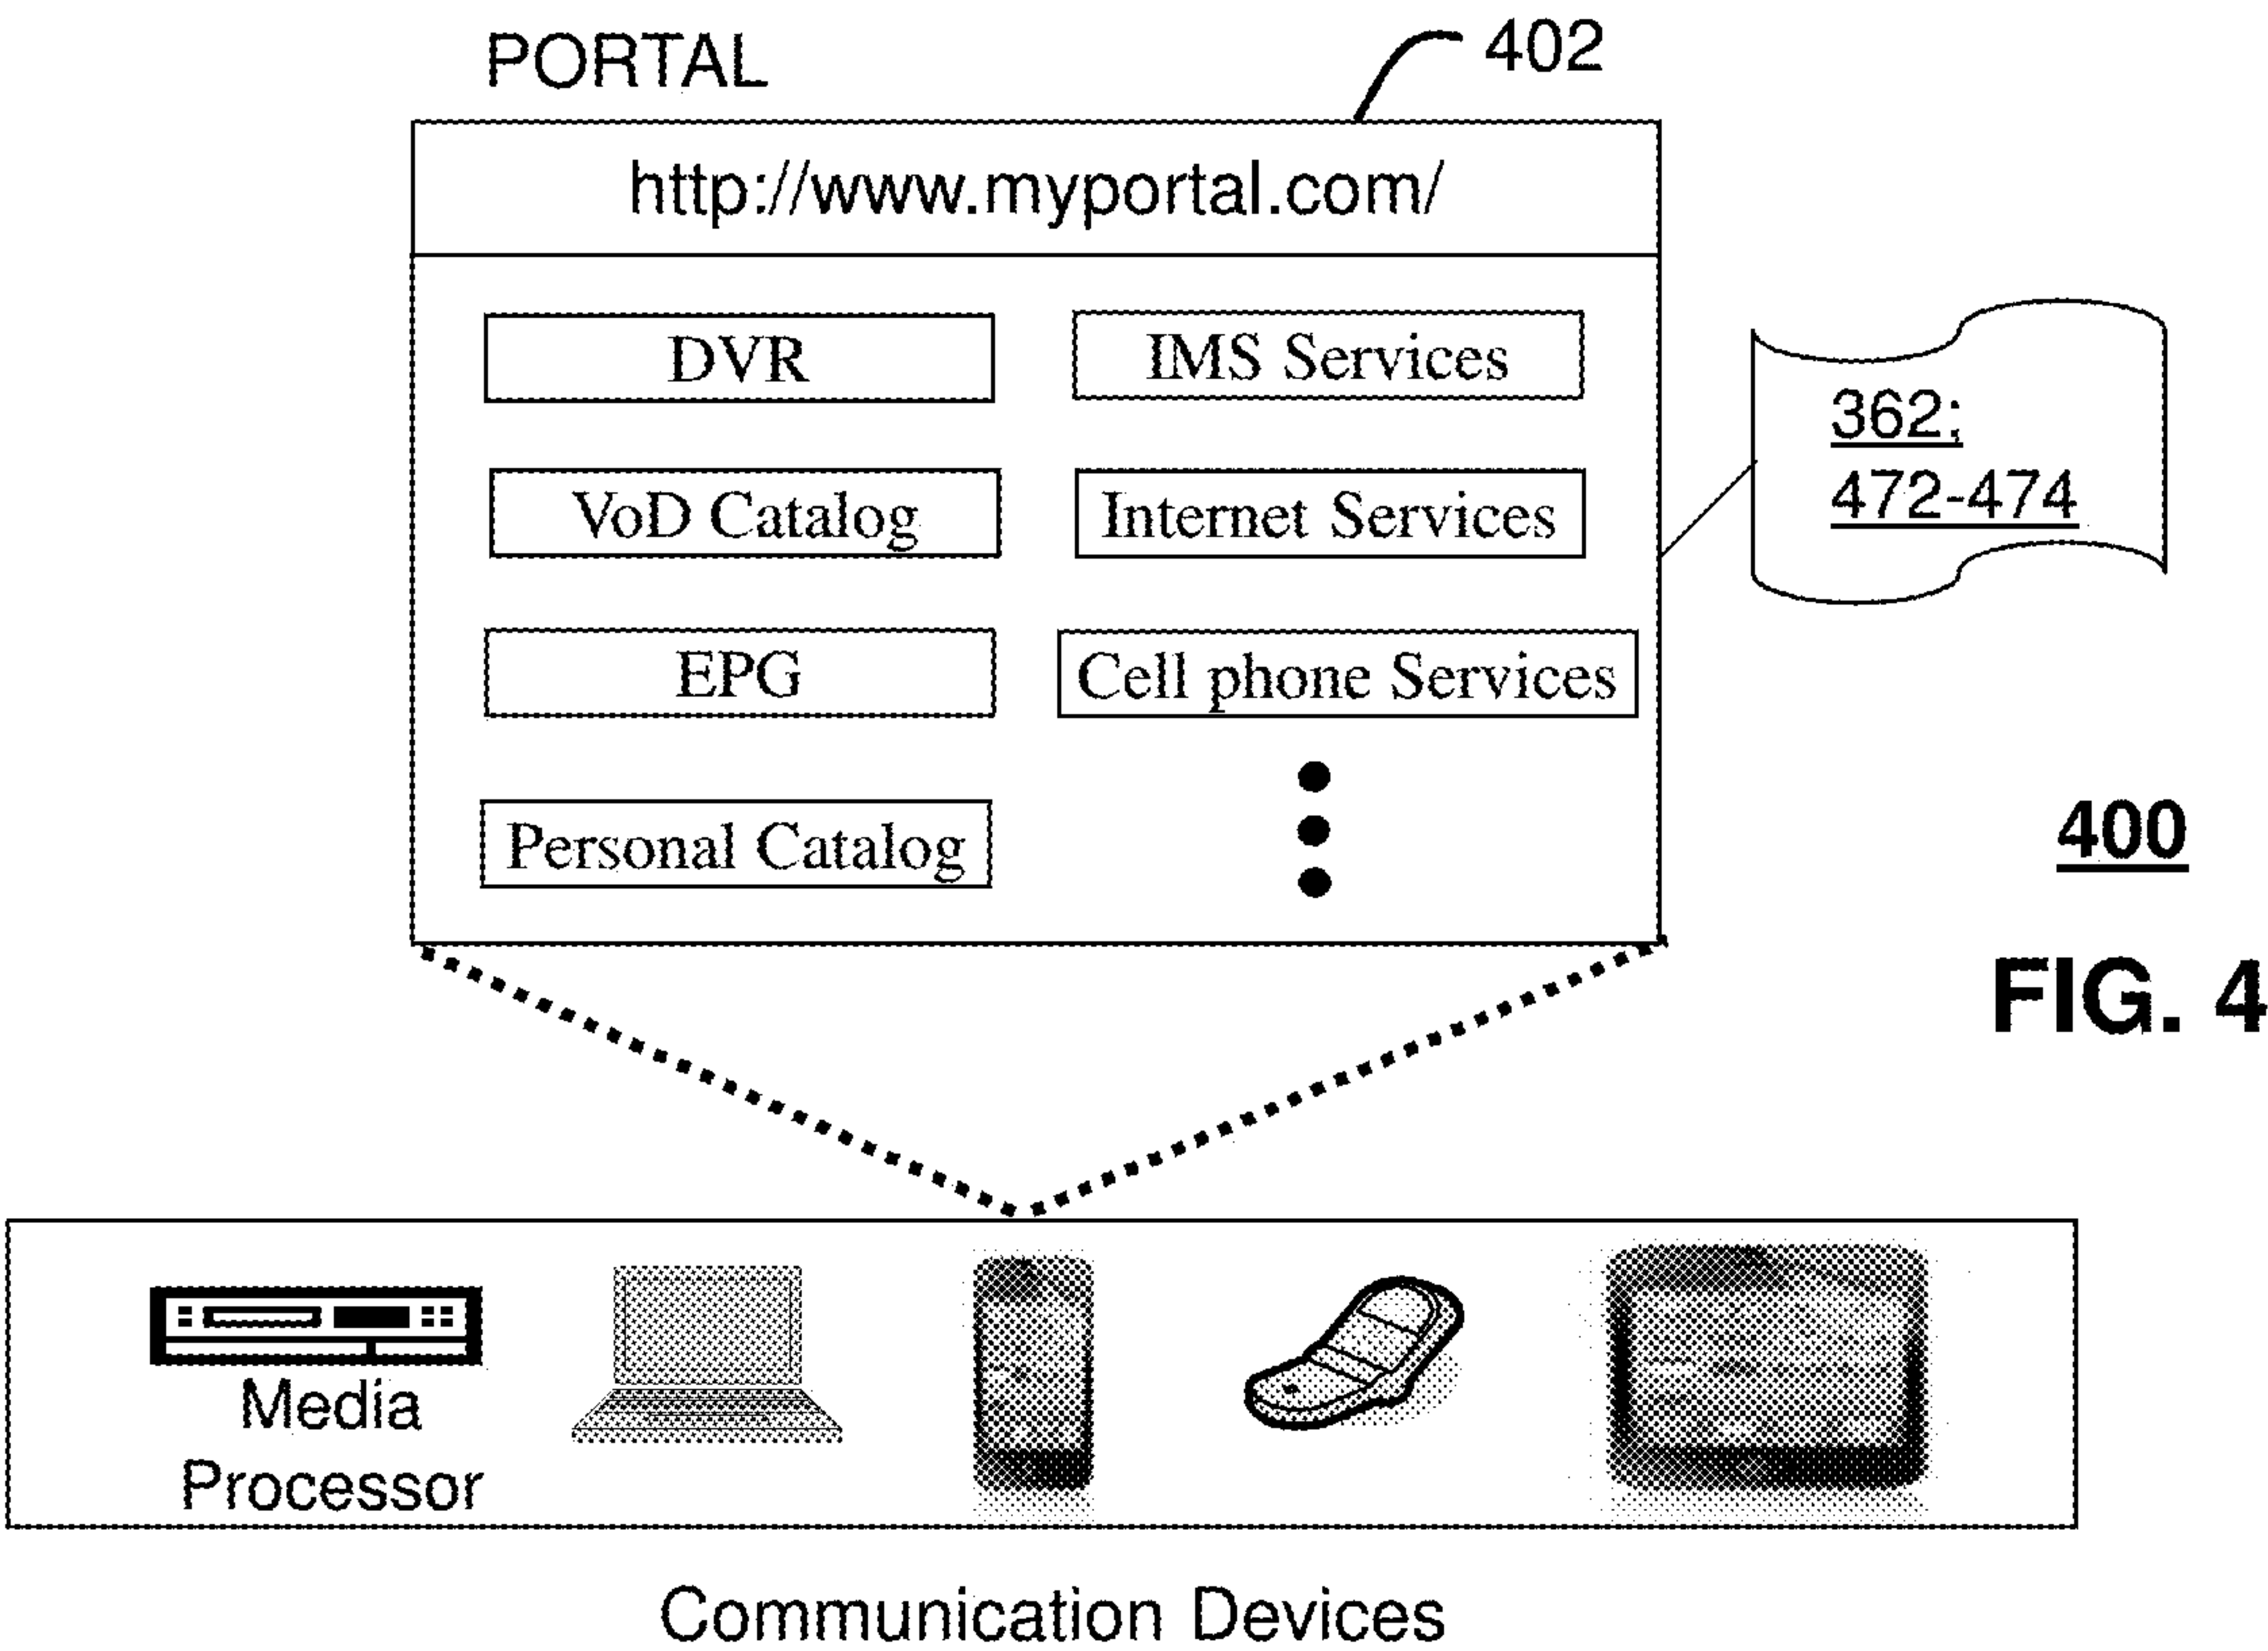 PORTAL
402
http://www.myportal.com/
DVR
IMS Services
VoD Catalog
Internet Services
EPG
Cell phone Services
Personal Catalog
362;
472-474
400
FIG. 4
Media
Processor
Communication Devices